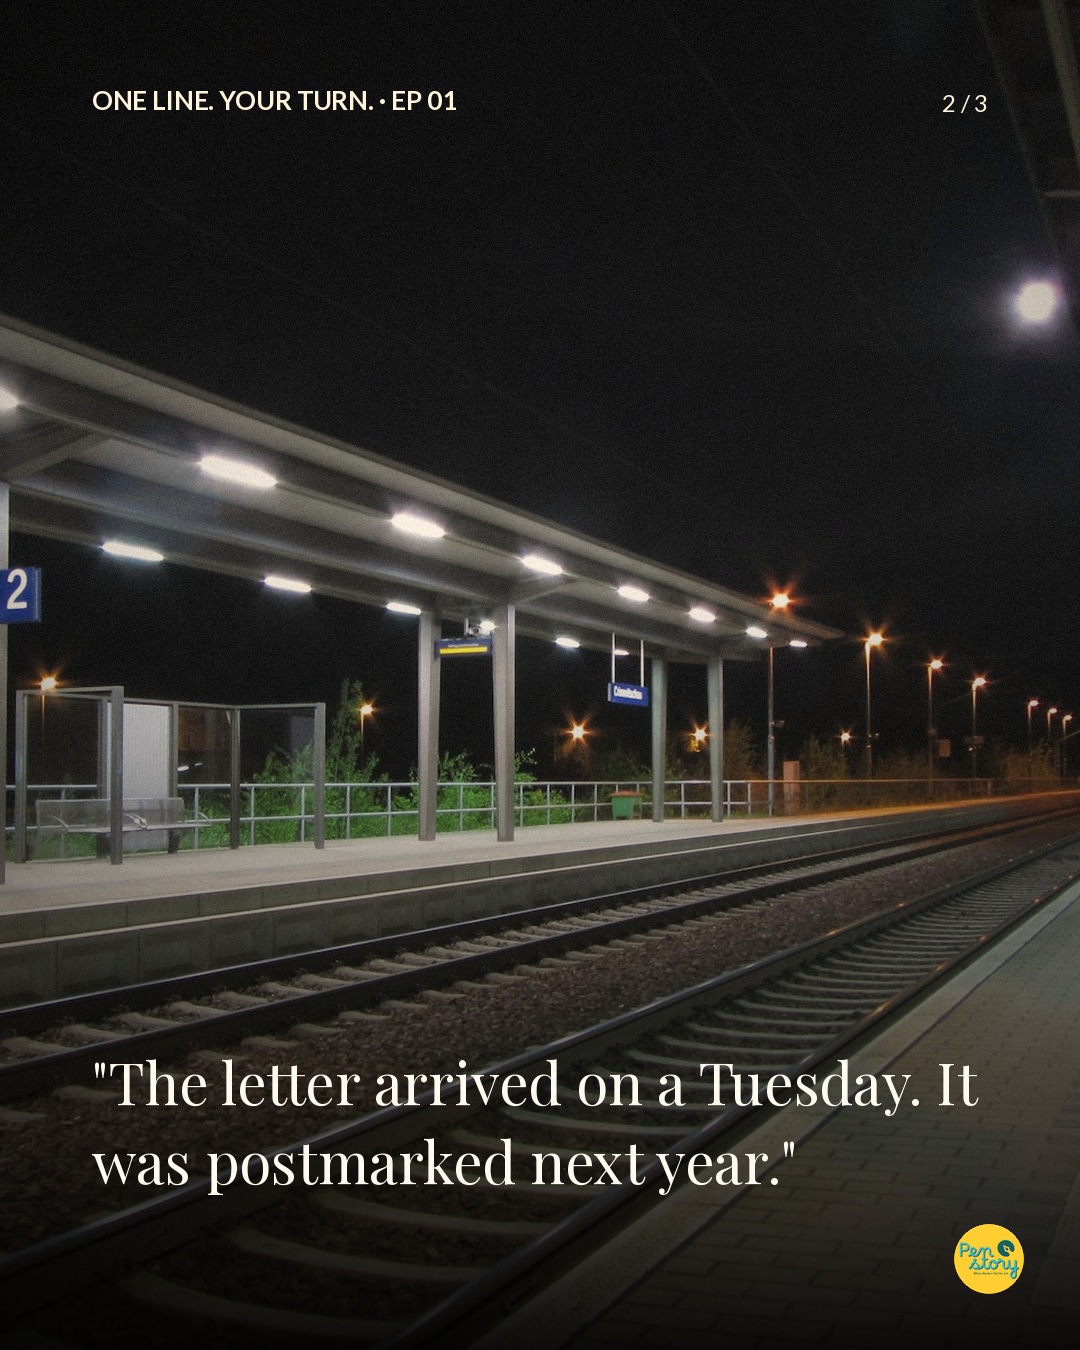 ONE LINE. YOUR TURN. · EP 01
2 / 3
2
"The letter arrived on a Tuesday. It
was postmarked next year."
Pen
story